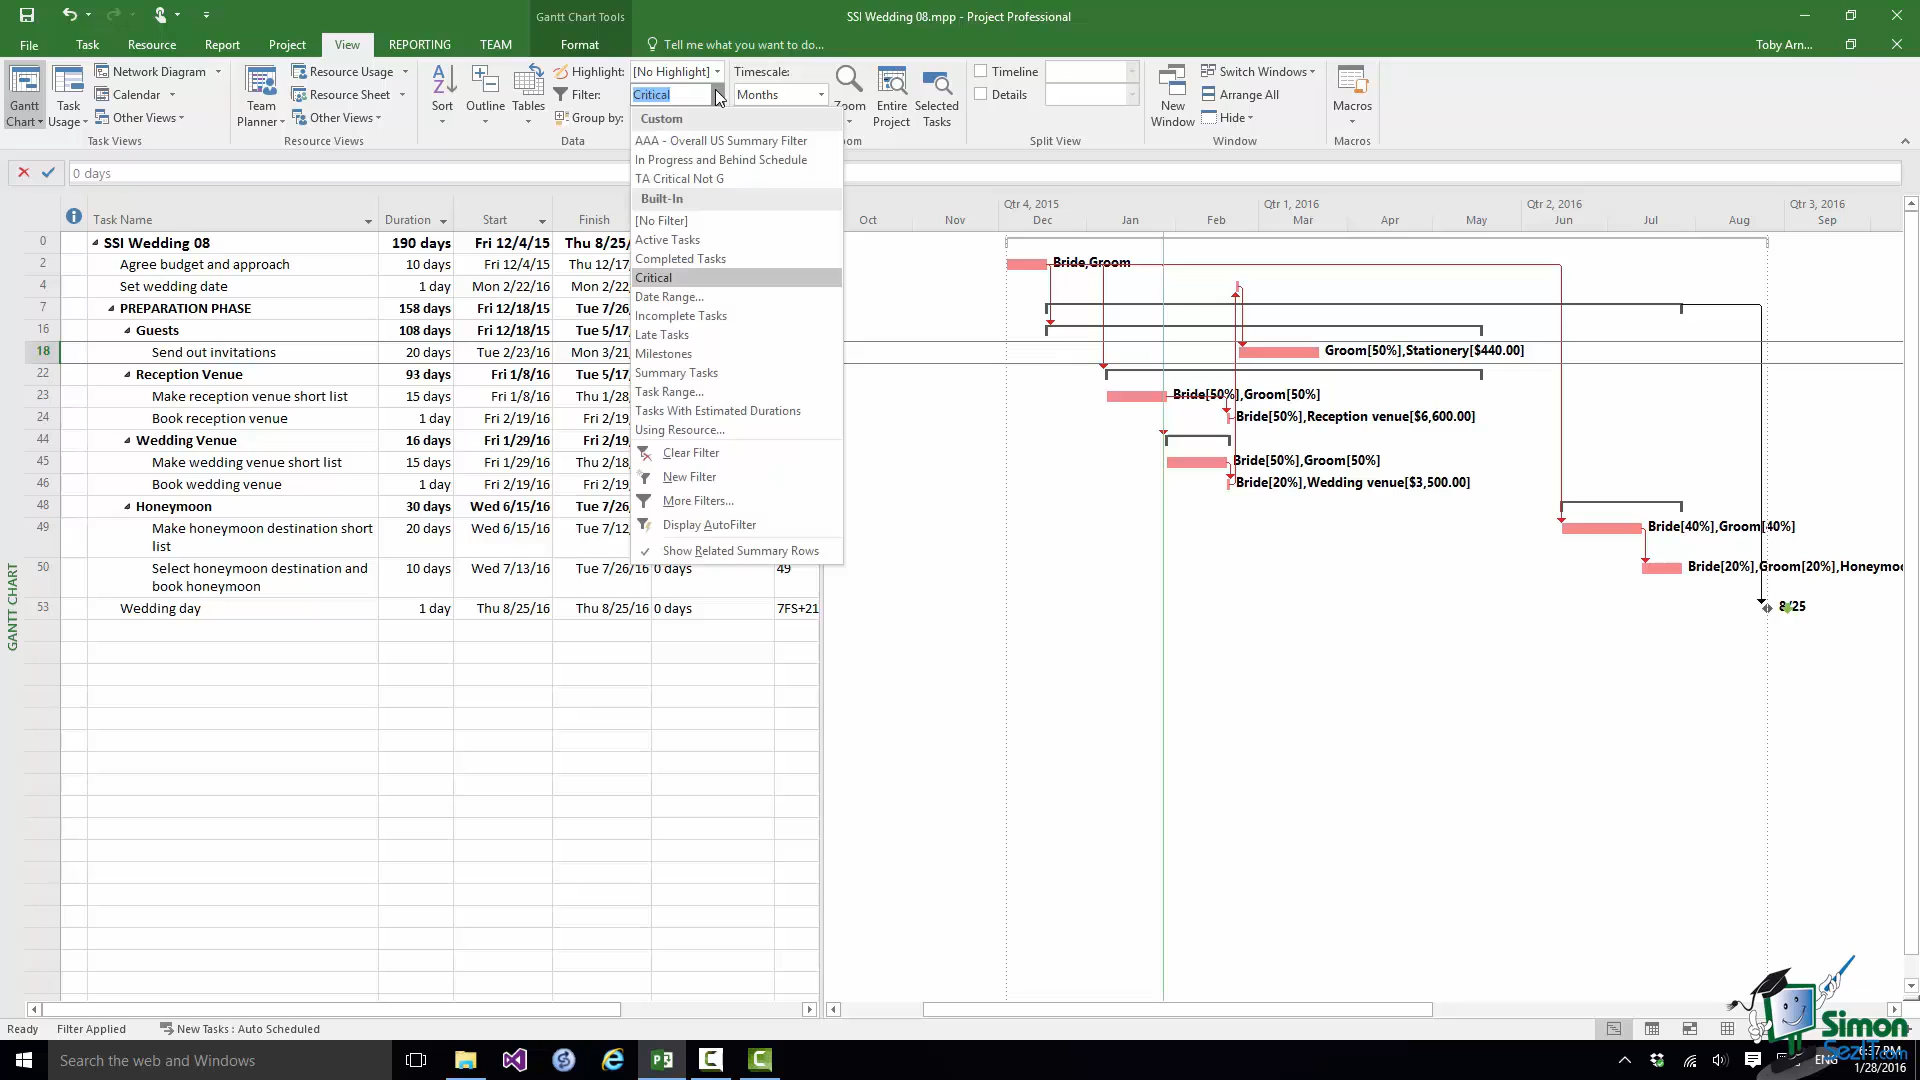 SSI Wedding 08.mpp - Project Professional
Gantt Chart Tools
File Task Resource Report Project View REPORTING TEAM Format Tell me what you want to do...
Toby Arn...
Gantt Chart
Task Usage
Network Diagram
Calendar
Other Views
Task Views
Team Planner
Resource Usage
Resource Sheet
Other Views
Resource Views
Sort
Outline
Tables
Highlight: [No Highlight]
Filter: Critical
Group by:
Data
Timescale:
Months
Zoom
Entire Project
Selected Tasks
Timeline
Details
Split View
New Window
Switch Windows
Arrange All
Hide
Window
Macros
Macros
0 days
Custom
AAA - Overall US Summary Filter
In Progress and Behind Schedule
TA Critical Not G
Built-In
[No Filter]
Active Tasks
Completed Tasks
Critical
Date Range...
Incomplete Tasks
Late Tasks
Milestones
Summary Tasks
Task Range...
Tasks With Estimated Durations
Using Resource...
Clear Filter
New Filter
More Filters...
Display AutoFilter
Show Related Summary Rows
Task Name Duration Start Finish
0 SSI Wedding 08 190 days Fri 12/4/15 Thu 8/25/
2 Agree budget and approach 10 days Fri 12/4/15 Thu 12/17/
4 Set wedding date 1 day Mon 2/22/16 Mon 2/22/
7 PREPARATION PHASE 158 days Fri 12/18/15 Tue 7/26/
16 Guests 108 days Fri 12/18/15 Tue 5/17/
18 Send out invitations 20 days Tue 2/23/16 Mon 3/21/
22 Reception Venue 93 days Fri 1/8/16 Tue 5/17/
23 Make reception venue short list 15 days Fri 1/8/16 Thu 1/28/
24 Book reception venue 1 day Fri 2/19/16 Fri 2/19/
44 Wedding Venue 16 days Fri 1/29/16 Fri 2/19/
45 Make wedding venue short list 15 days Fri 1/29/16 Thu 2/18/
46 Book wedding venue 1 day Fri 2/19/16 Fri 2/19/
48 Honeymoon 30 days Wed 6/15/16 Tue 7/26/
49 Make honeymoon destination short list 20 days Wed 6/15/16 Tue 7/12/
50 Select honeymoon destination and book honeymoon 10 days Wed 7/13/16 Tue 7/26/16 0 days 49
53 Wedding day 1 day Thu 8/25/16 Thu 8/25/16 0 days 7FS+21
GANTT CHART
Qtr 4, 2015 Qtr 1, 2016 Qtr 2, 2016 Qtr 3, 2016
Oct Nov Dec Jan Feb Mar Apr May Jun Jul Aug Sep
Bride,Groom
Groom[50%],Stationery[$440.00]
Bride[50%],Groom[50%]
Bride[50%],Reception venue[$6,600.00]
Bride[50%],Groom[50%]
Bride[20%],Wedding venue[$3,500.00]
Bride[40%],Groom[40%]
Bride[20%],Groom[20%],Honeymoo
8/25
Ready Filter Applied New Tasks : Auto Scheduled
Simon
SezIT.com
Search the web and Windows
ENG
1/28/2016